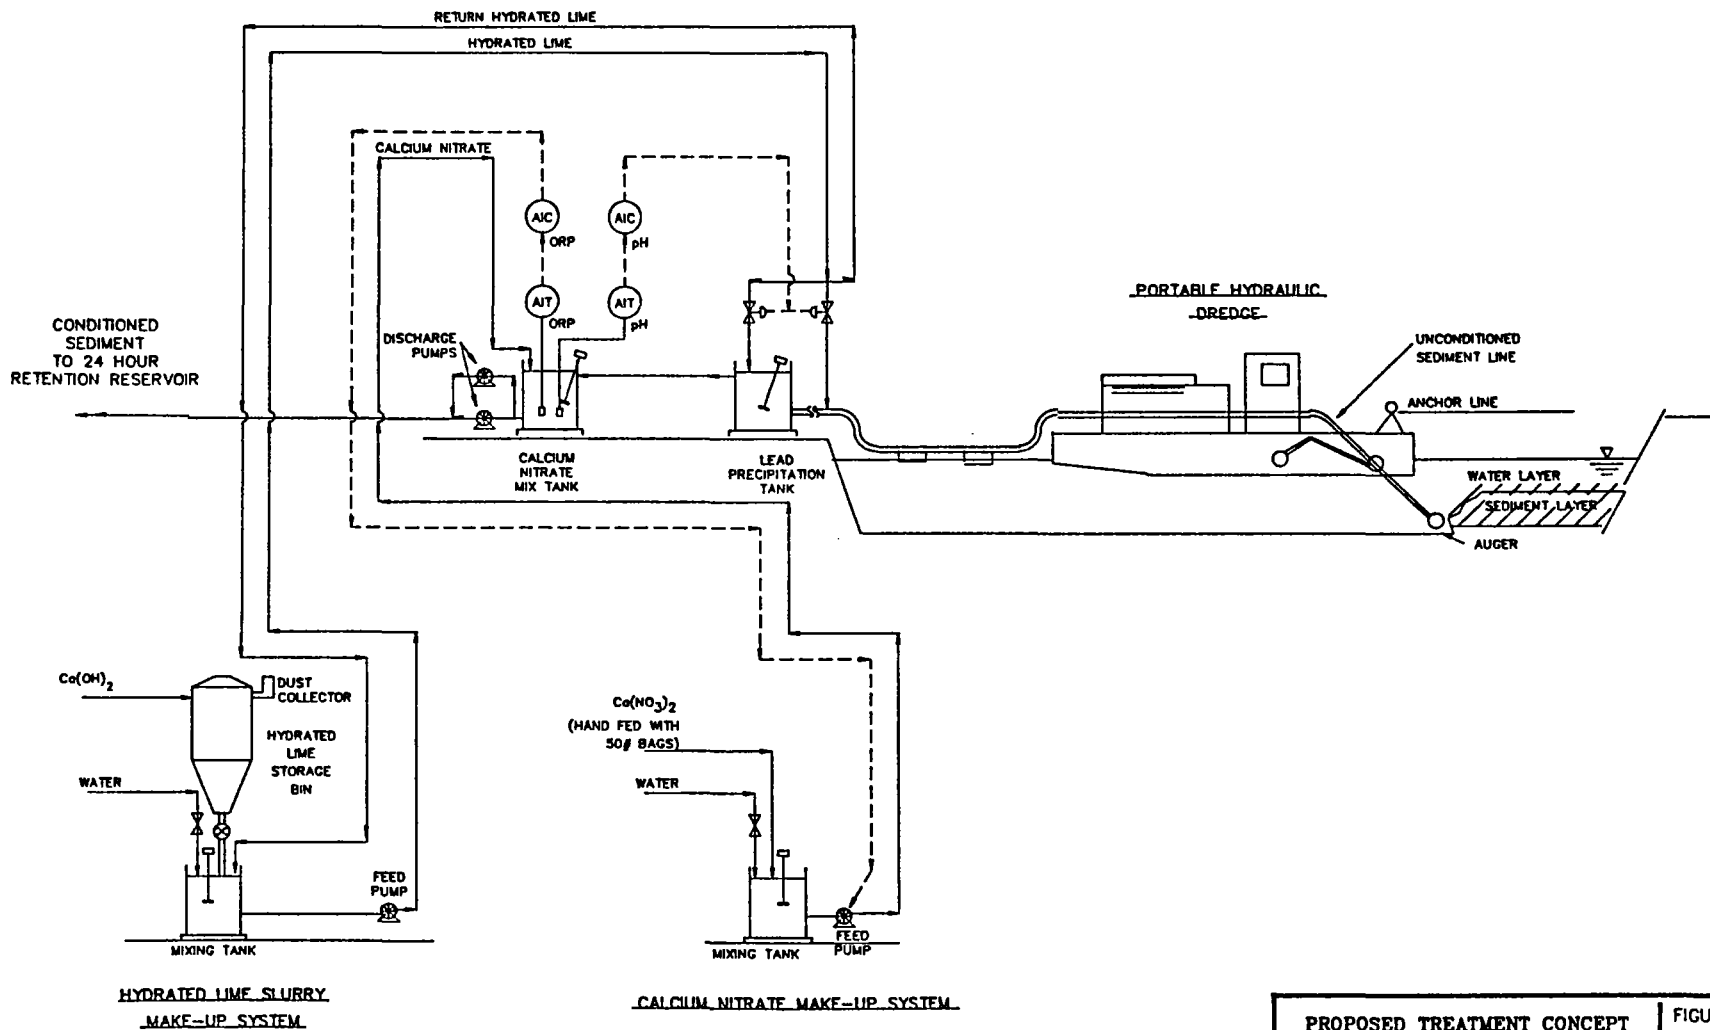 RETURN HYDRATED LIME
HYDRATED LIME
CALCIUM NITRATE
AIC
ORP
AIC
pH
AIT
ORP
AIT
pH
PORTABLE HYDRAULIC
DREDGE
CONDITIONED
SEDIMENT
TO 24 HOUR
RETENTION RESERVOIR
DISCHARGE
PUMPS
UNCONDITIONED
SEDIMENT LINE
ANCHOR LINE
CALCIUM
NITRATE
MIX TANK
LEAD
PRECIPITATION
TANK
WATER LAYER
SEDIMENT LAYER
AUGER
Ca(OH)2
DUST
COLLECTOR
HYDRATED
LIME
STORAGE
BIN
WATER
FEED
PUMP
MIXING TANK
HYDRATED LIME SLURRY
MAKE-UP SYSTEM
Ca(NO3)2
(HAND FED WITH
50# BAGS)
WATER
FEED
PUMP
MIXING TANK
CALCIUM NITRATE MAKE-UP SYSTEM
PROPOSED TREATMENT CONCEPT
FIGU